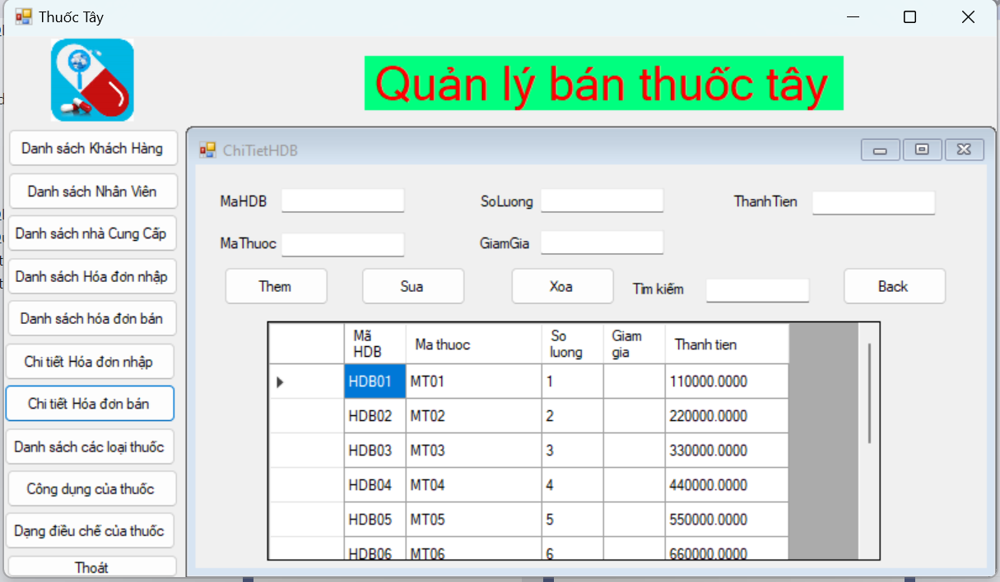 Thuốc Tây
Quản lý bán thuốc tây
Danh sách Khách Hàng
Danh sách Nhân Viên
Danh sách nhà Cung Cấp
Danh sách Hóa đơn nhập
Danh sách hóa đơn bán
Chi tiết Hóa đơn nhập
Chi tiết Hóa đơn bán
Danh sách các loại thuốc
Công dụng của thuốc
Dạng điều chế của thuốc
Thoát
ChiTietHDB
MaHDB SoLuong ThanhTien
MaThuoc GiamGia
Them Sua Xoa Tìm kiếm Back
Mã HDB Ma thuoc So luong Giam gia Thanh tien
HDB01 MT01 1 110000.0000
HDB02 MT02 2 220000.0000
HDB03 MT03 3 330000.0000
HDB04 MT04 4 440000.0000
HDB05 MT05 5 550000.0000
HDB06 MT06 6 660000.0000